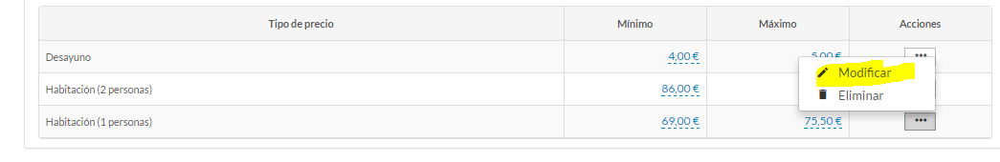 Tipo de precio Mínimo Máximo Acciones
Desayuno 4,00 € 5,00 € •••
Modificar
Habitación (2 personas) 86,00 €
Eliminar
Habitación (1 personas) 69,00 € 75,50 € •••